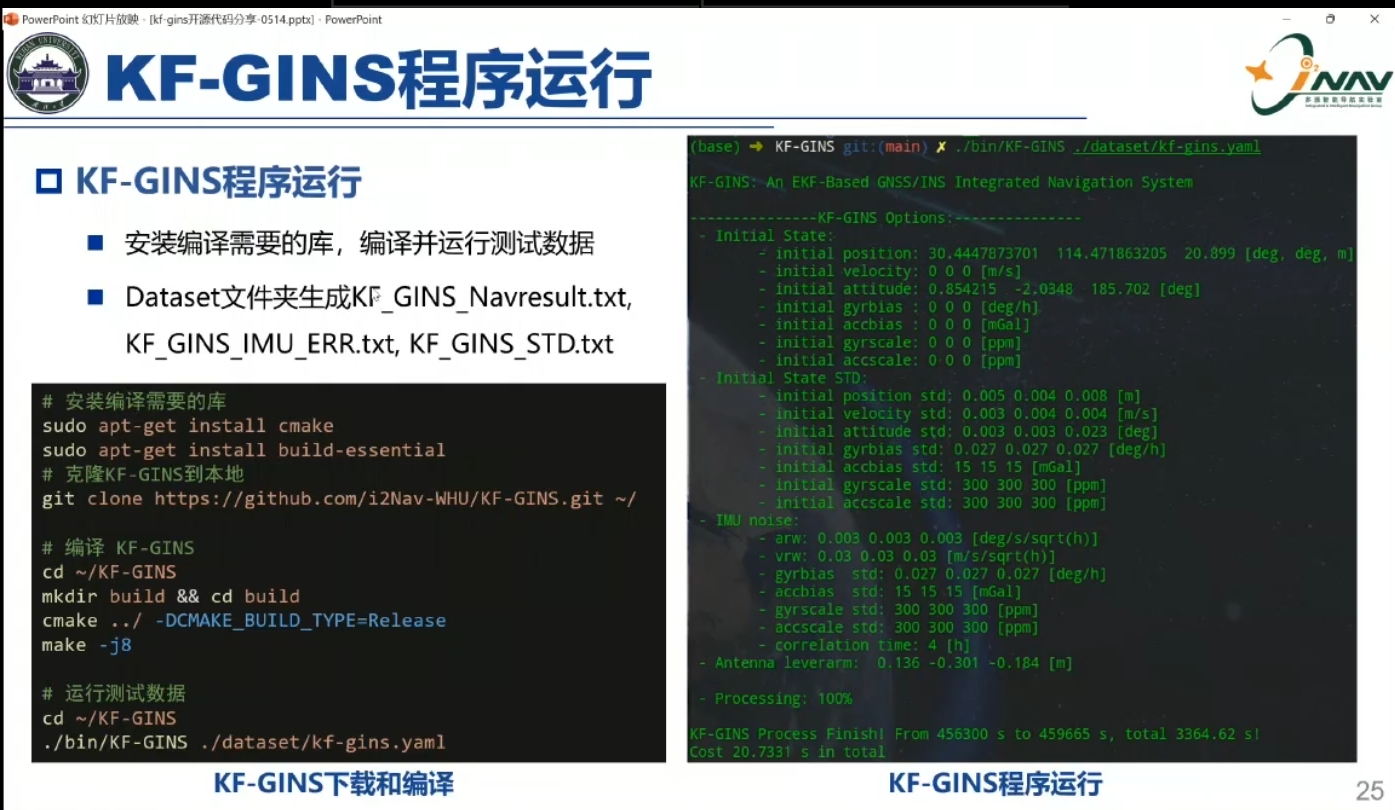 PowerPoint 幻灯片放映 - [kf-gins开源代码分享-0514.pptx] - PowerPoint
KF-GINS程序运行
iNAV
KF-GINS程序运行
安装编译需要的库，编译并运行测试数据
Dataset文件夹生成KF_GINS_Navresult.txt,
KF_GINS_IMU_ERR.txt, KF_GINS_STD.txt
# 安装编译需要的库
sudo apt-get install cmake
sudo apt-get install build-essential
# 克隆KF-GINS到本地
git clone https://github.com/i2Nav-WHU/KF-GINS.git ~/
# 编译 KF-GINS
cd ~/KF-GINS
mkdir build && cd build
cmake ../ -DCMAKE_BUILD_TYPE=Release
make -j8
# 运行测试数据
cd ~/KF-GINS
./bin/KF-GINS ./dataset/kf-gins.yaml
KF-GINS下载和编译
(base) ➜ KF-GINS git:(main) ✗ ./bin/KF-GINS ./dataset/kf-gins.yaml
KF-GINS: An EKF-Based GNSS/INS Integrated Navigation System
---------------KF-GINS Options:---------------
- Initial State:
- initial position: 30.4447873701 114.471863205 20.899 [deg, deg, m]
- initial velocity: 0 0 0 [m/s]
- initial attitude: 0.854215 -2.0348 185.702 [deg]
- initial gyrbias : 0 0 0 [deg/h]
- initial accbias : 0 0 0 [mGal]
- initial gyrscale: 0 0 0 [ppm]
- initial accscale: 0 0 0 [ppm]
- Initial State STD:
- initial position std: 0.005 0.004 0.008 [m]
- initial velocity std: 0.003 0.004 0.004 [m/s]
- initial attitude std: 0.003 0.003 0.023 [deg]
- initial gyrbias std: 0.027 0.027 0.027 [deg/h]
- initial accbias std: 15 15 15 [mGal]
- initial gyrscale std: 300 300 300 [ppm]
- initial accscale std: 300 300 300 [ppm]
- IMU noise:
- arw: 0.003 0.003 0.003 [deg/s/sqrt(h)]
- vrw: 0.03 0.03 0.03 [m/s/sqrt(h)]
- gyrbias std: 0.027 0.027 0.027 [deg/h]
- accbias std: 15 15 15 [mGal]
- gyrscale std: 300 300 300 [ppm]
- accscale std: 300 300 300 [ppm]
- correlation time: 4 [h]
- Antenna leverarm: 0.136 -0.301 -0.184 [m]
- Processing: 100%
KF-GINS Process Finish! From 456300 s to 459665 s, total 3364.62 s!
Cost 20.7331 s in total
KF-GINS程序运行
25